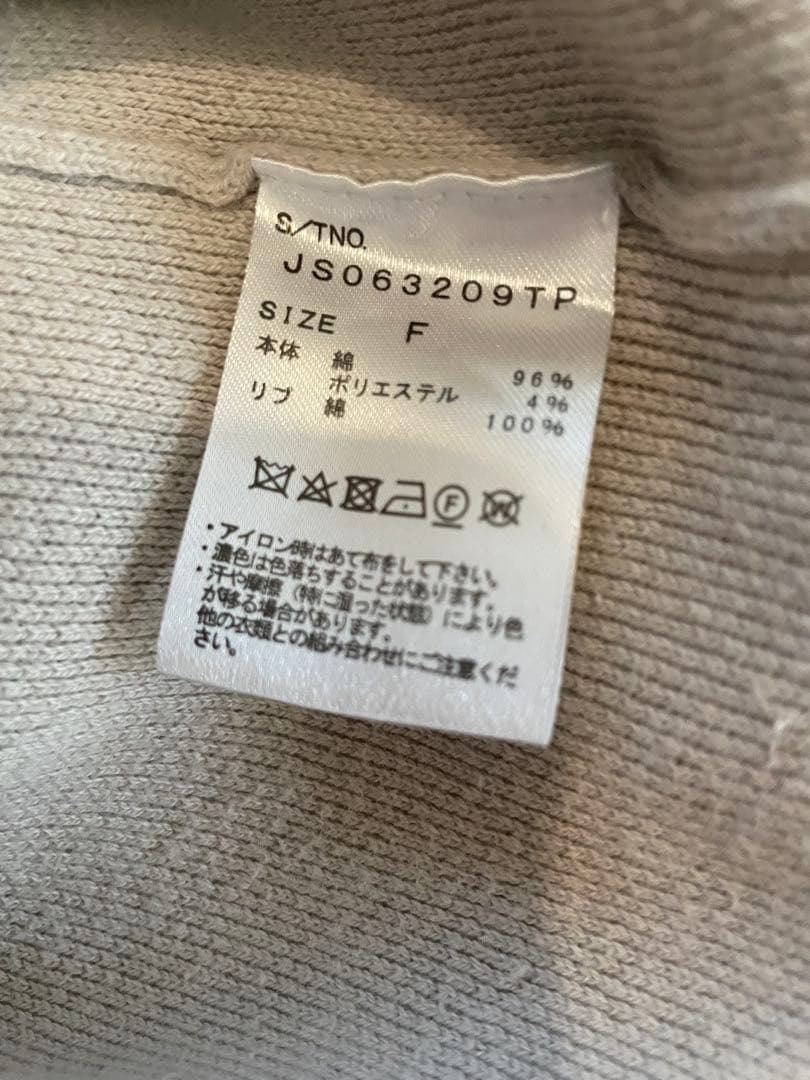 S/TNO.
JS063209TP
SIZE F
本体 綿 96%
ポリエステル 4%
リブ 綿 100%
F W
・アイロン時はあて布をして下さい。
・濃色は色落ちすることがあります。
・汗や摩擦（特に湿った状態）により色
が移る場合があります。
他の衣類との組み合わせにご注意くだ
さい。